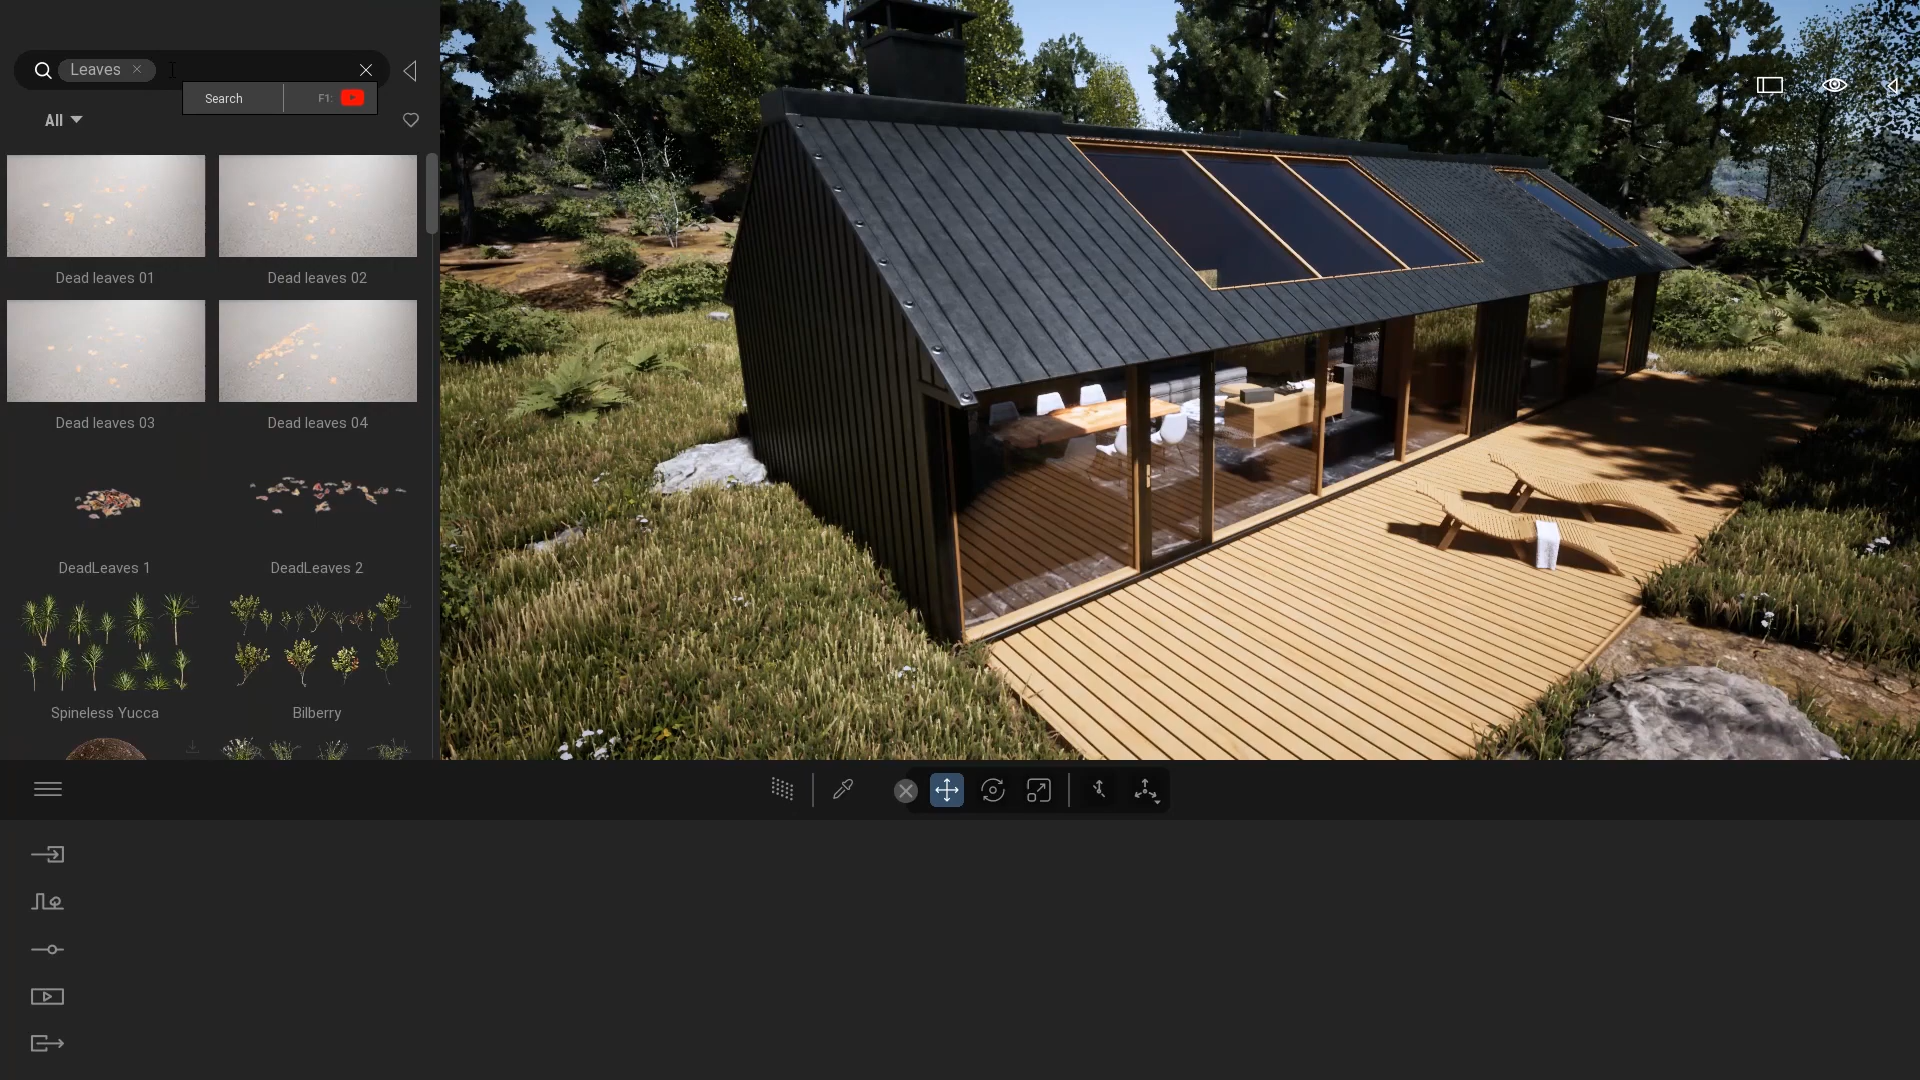 Leaves
Search F1:
All
Dead leaves 01 Dead leaves 02
Dead leaves 03 Dead leaves 04
DeadLeaves 1 DeadLeaves 2
Spineless Yucca Bilberry